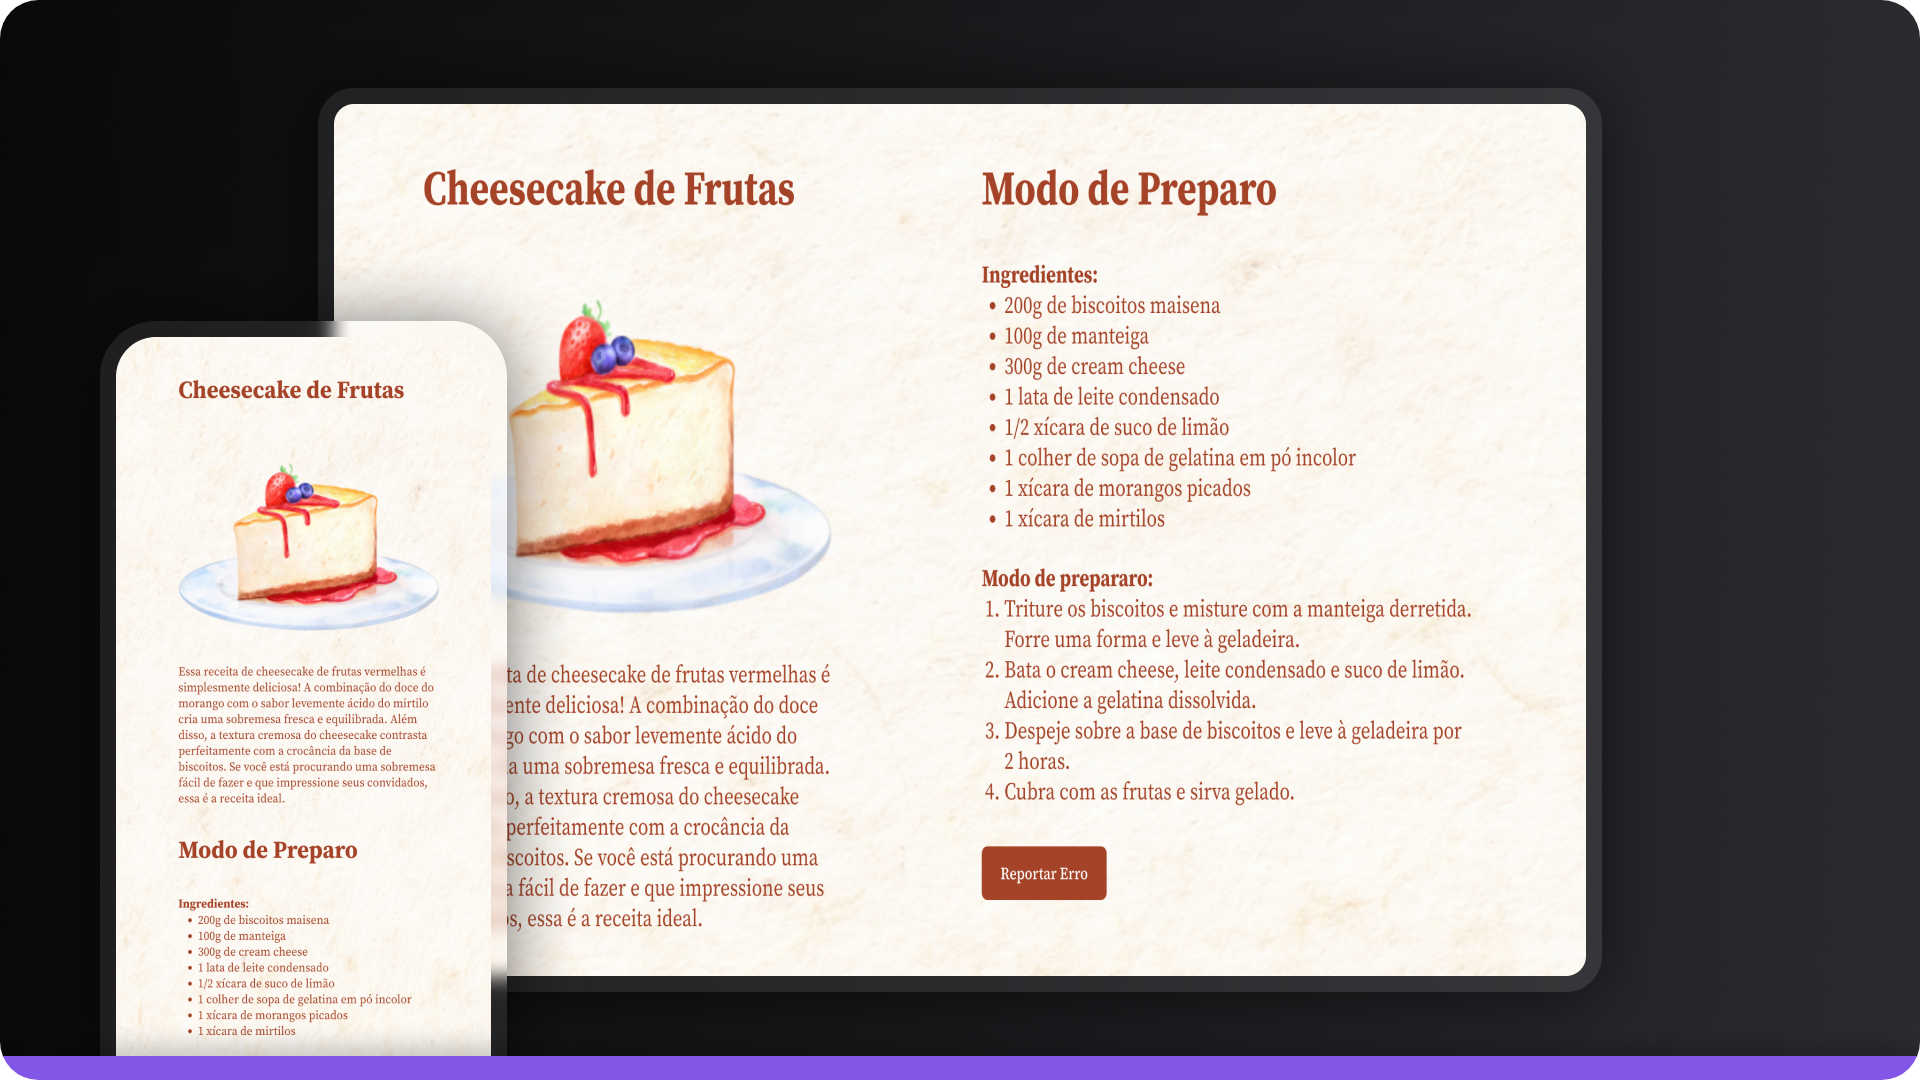 Cheesecake de Frutas
Essa receita de cheesecake de frutas vermelhas é
simplesmente deliciosa! A combinação do doce do
morango com o sabor levemente ácido do mirtilo
cria uma sobremesa fresca e equilibrada. Além
disso, a textura cremosa do cheesecake contrasta
perfeitamente com a crocância da base de
biscoitos. Se você está procurando uma sobremesa
fácil de fazer e que impressione seus convidados,
essa é a receita ideal.
Modo de Preparo
Ingredientes:
• 200g de biscoitos maisena
• 100g de manteiga
• 300g de cream cheese
• 1 lata de leite condensado
• 1/2 xícara de suco de limão
• 1 colher de sopa de gelatina em pó incolor
• 1 xícara de morangos picados
• 1 xícara de mirtilos
Cheesecake de Frutas
ta de cheesecake de frutas vermelhas é
ente deliciosa! A combinação do doce
go com o sabor levemente ácido do
a uma sobremesa fresca e equilibrada.
o, a textura cremosa do cheesecake
perfeitamente com a crocância da
scoitos. Se você está procurando uma
a fácil de fazer e que impressione seus
os, essa é a receita ideal.
Modo de Preparo
Ingredientes:
• 200g de biscoitos maisena
• 100g de manteiga
• 300g de cream cheese
• 1 lata de leite condensado
• 1/2 xícara de suco de limão
• 1 colher de sopa de gelatina em pó incolor
• 1 xícara de morangos picados
• 1 xícara de mirtilos
Modo de prepararo:
1. Triture os biscoitos e misture com a manteiga derretida.
Forre uma forma e leve à geladeira.
2. Bata o cream cheese, leite condensado e suco de limão.
Adicione a gelatina dissolvida.
3. Despeje sobre a base de biscoitos e leve à geladeira por
2 horas.
4. Cubra com as frutas e sirva gelado.
Reportar Erro